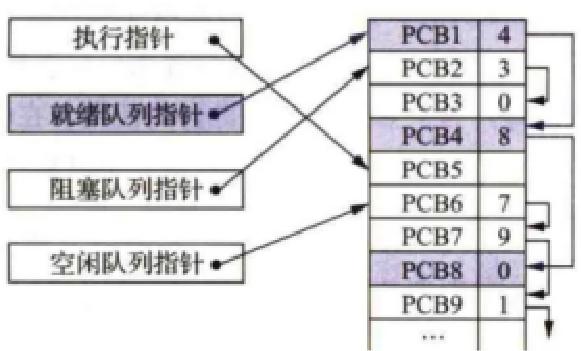 执行指针
就绪队列指针
阻塞队列指针
空闲队列指针
PCB1 4
PCB2 3
PCB3 0
PCB4 8
PCB5
PCB6 7
PCB7 9
PCB8 0
PCB9 1
…